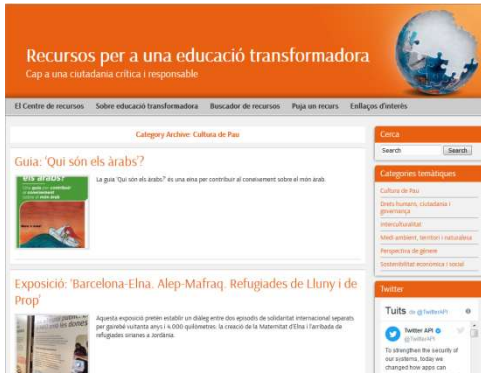 Recursos per a una educació transformadora
Cap a una ciutadania crítica i responsable
El Centre de recursos Sobre educació transformadora Buscador de recursos Puja un recurs Enllaços d'interés
Category Archive: Cultura de Pau
Guia: 'Qui són els àrabs'?
els àrabs?
La guia 'Qui són els àrabs?' és una eina per contribuir al coneixement sobre el món àrab.
Exposició: 'Barcelona-Elna. Alep-Mafraq. Refugiades de Lluny i de
Prop'
Aquesta exposició pretén establir un diàleg entre dos episodis de solidaritat internacional separats
per gairebé vuitanta anys i 4.000 quilòmetres: la creació de la Maternitat d'Elna i l'arribada de
refugiades sirianes a Jordània.
Cerca
Search Search
Categories temàtiques
Cultura de Pau
Drets humans, ciutadania i
governança
Interculturalitat
Medi ambient, territori i naturalesa
Perspectiva de gènere
Sostenibilitat econòmica i social
Twitter
Tuits de @TwitterAPI
Twitter API
@TwitterAPI
To strengthen the security of
our systems, today we
changed how apps can